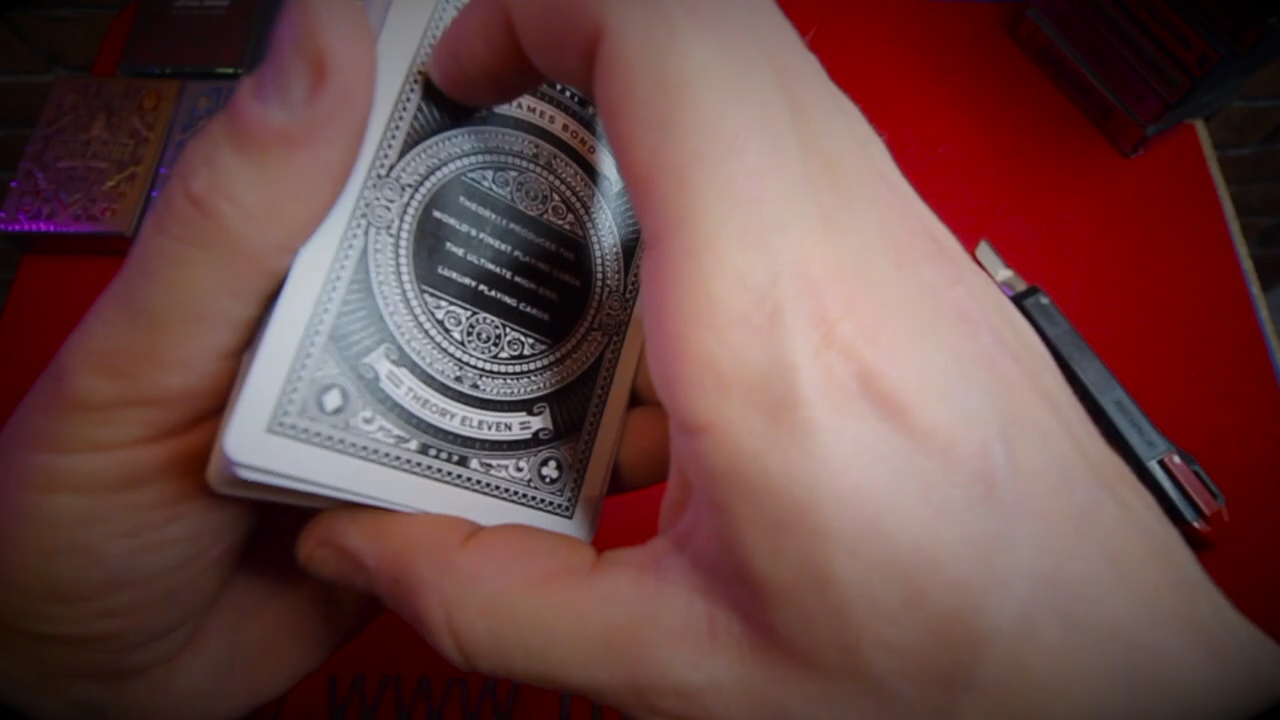 JAMES BOND
THEORY11 PRODUCES THE
WORLD'S FINEST PLAYING CARDS.
THE ULTIMATE HIGH-END,
LUXURY PLAYING CARDS.
THEORY ELEVEN
007
www